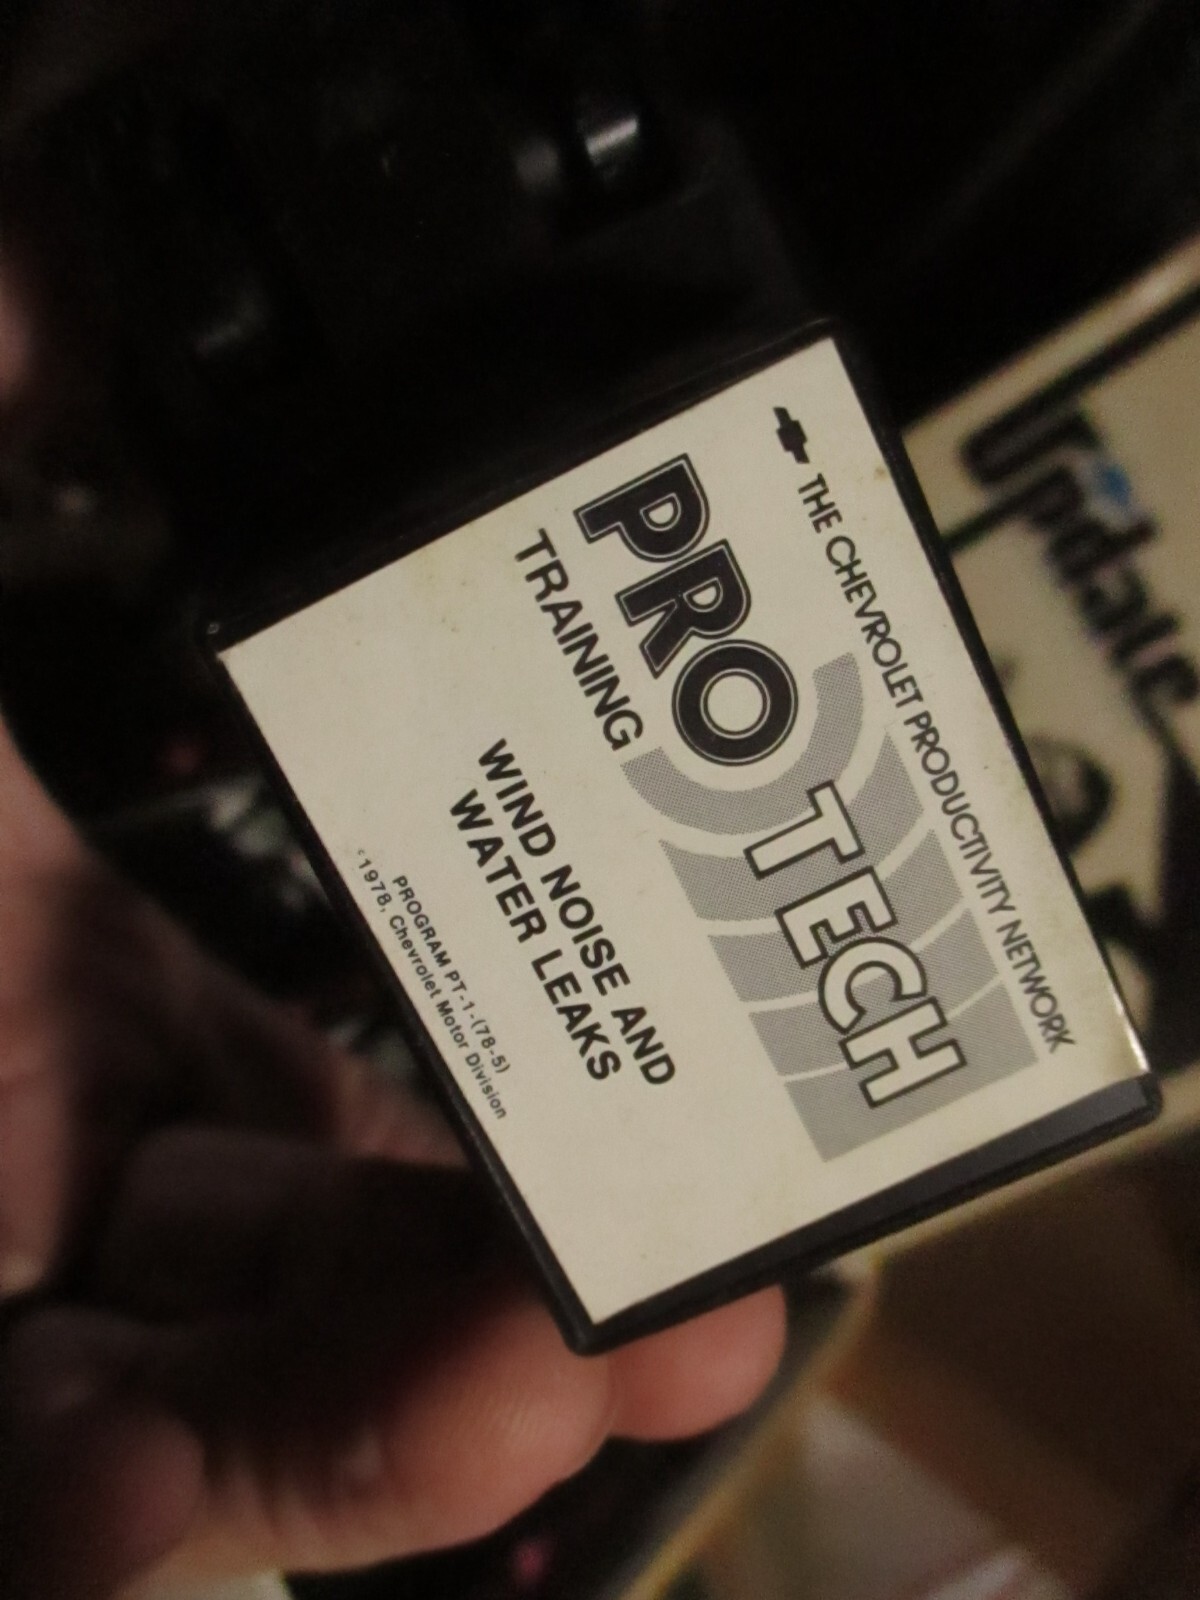 THE CHEVROLET PRODUCTIVITY NETWORK
PRO TECH
TRAINING
WIND NOISE AND
WATER LEAKS
PROGRAM PT-1-(78-5)
©1978, Chevrolet Motor Division
Update